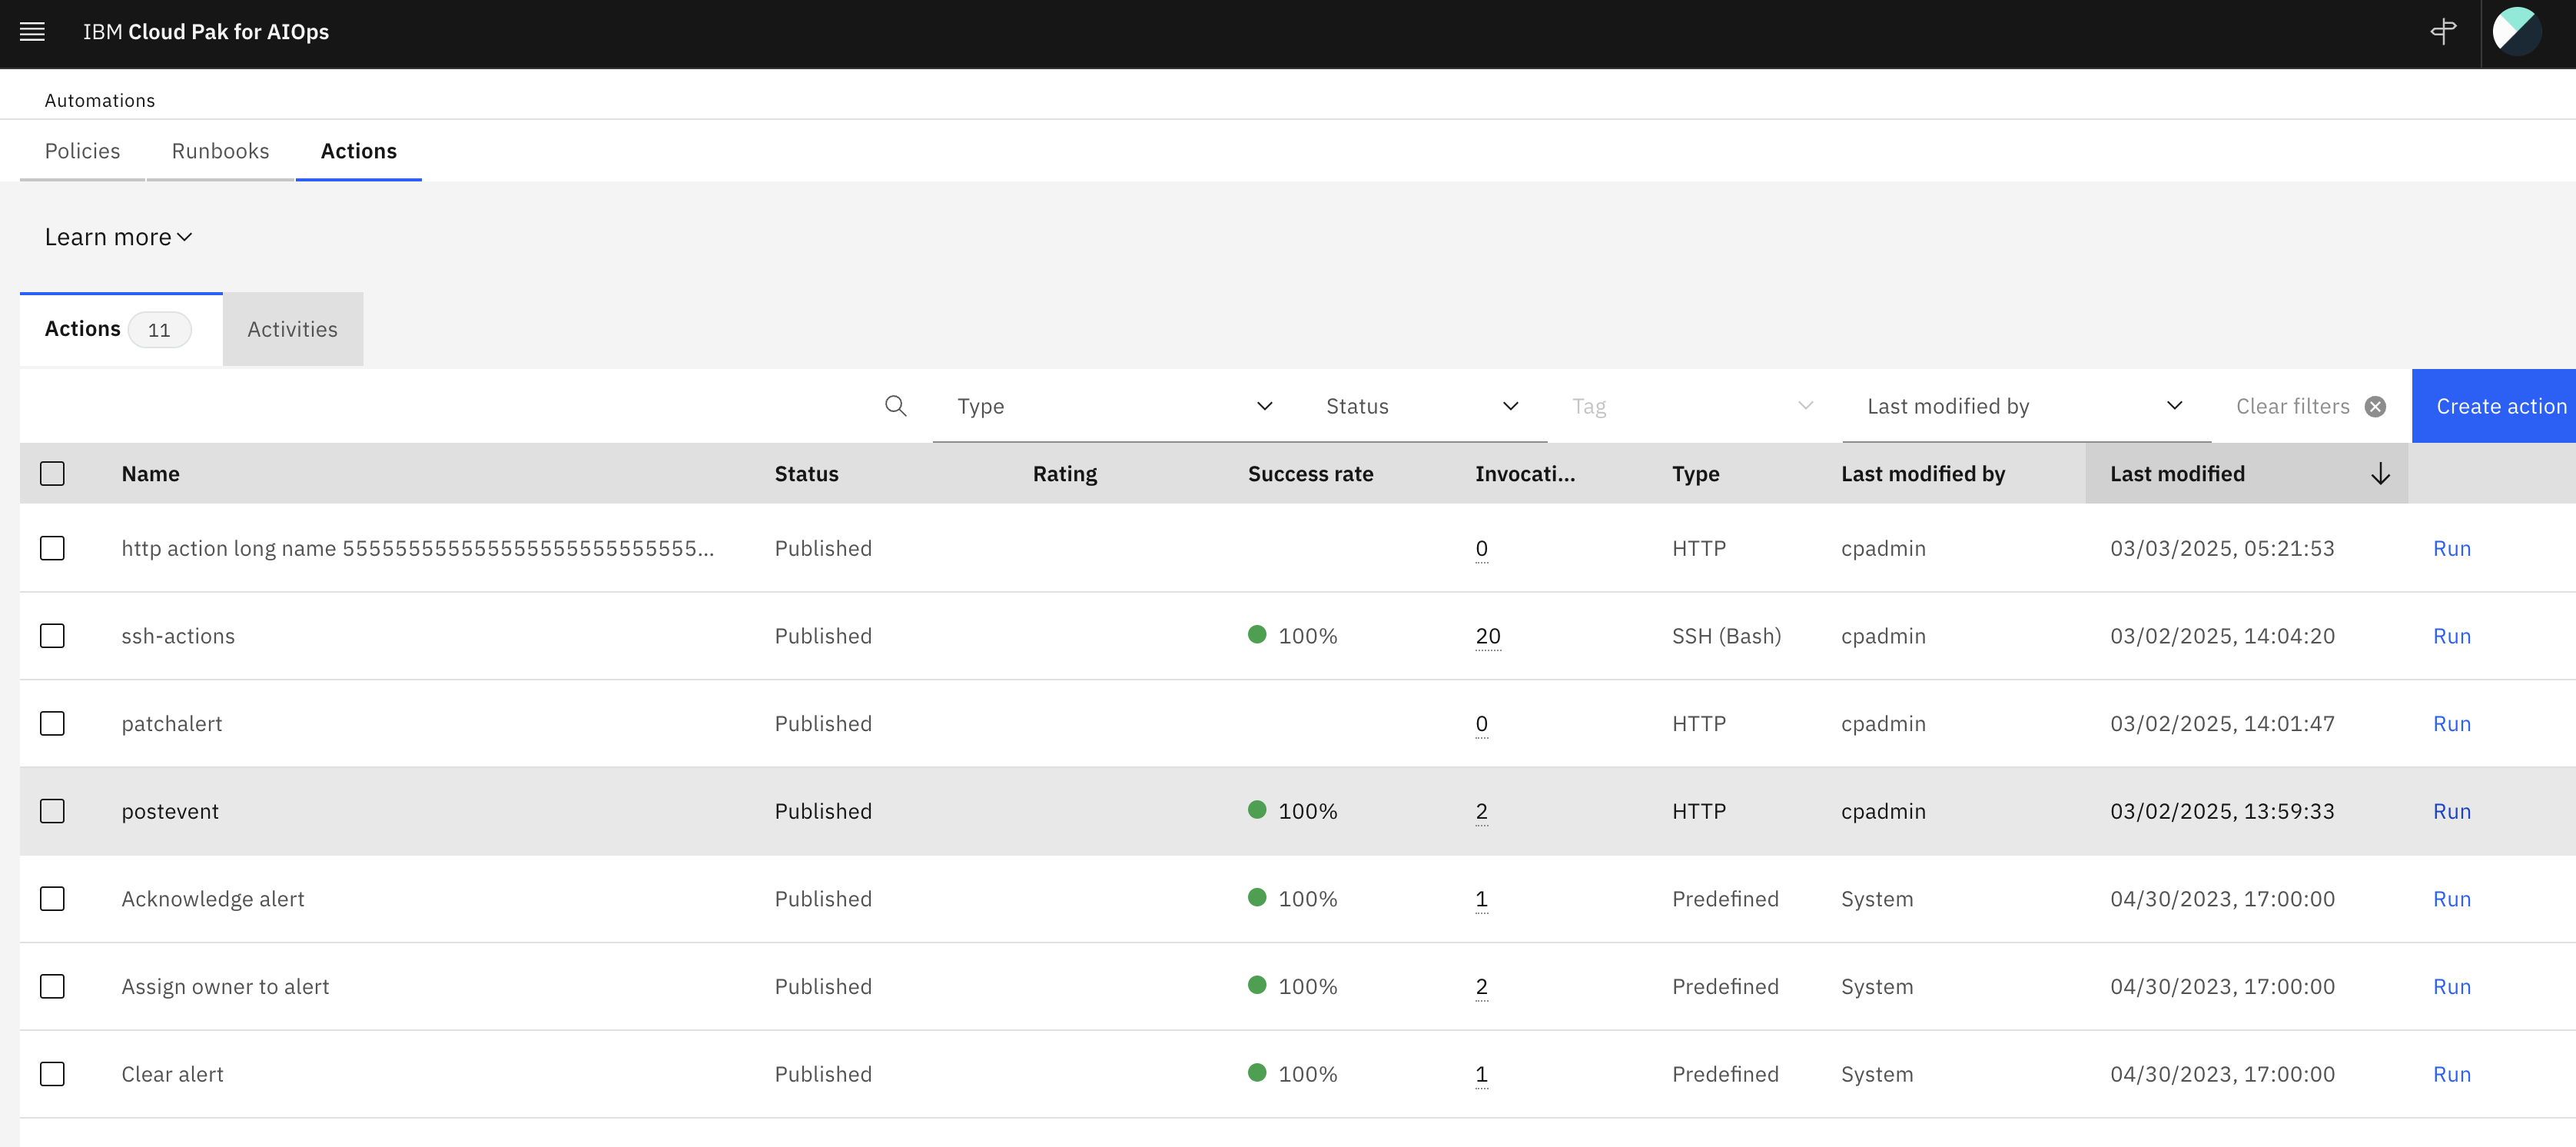 IBM Cloud Pak for AIOps
Automations
Policies Runbooks Actions
Learn more
Actions 11 Activities
Type Status Tag Last modified by Clear filters Create action
Name Status Rating Success rate Invocati... Type Last modified by Last modified
http action long name 555555555555555555555555555... Published 0 HTTP cpadmin 03/03/2025, 05:21:53 Run
ssh-actions Published 100% 20 SSH (Bash) cpadmin 03/02/2025, 14:04:20 Run
patchalert Published 0 HTTP cpadmin 03/02/2025, 14:01:47 Run
postevent Published 100% 2 HTTP cpadmin 03/02/2025, 13:59:33 Run
Acknowledge alert Published 100% 1 Predefined System 04/30/2023, 17:00:00 Run
Assign owner to alert Published 100% 2 Predefined System 04/30/2023, 17:00:00 Run
Clear alert Published 100% 1 Predefined System 04/30/2023, 17:00:00 Run